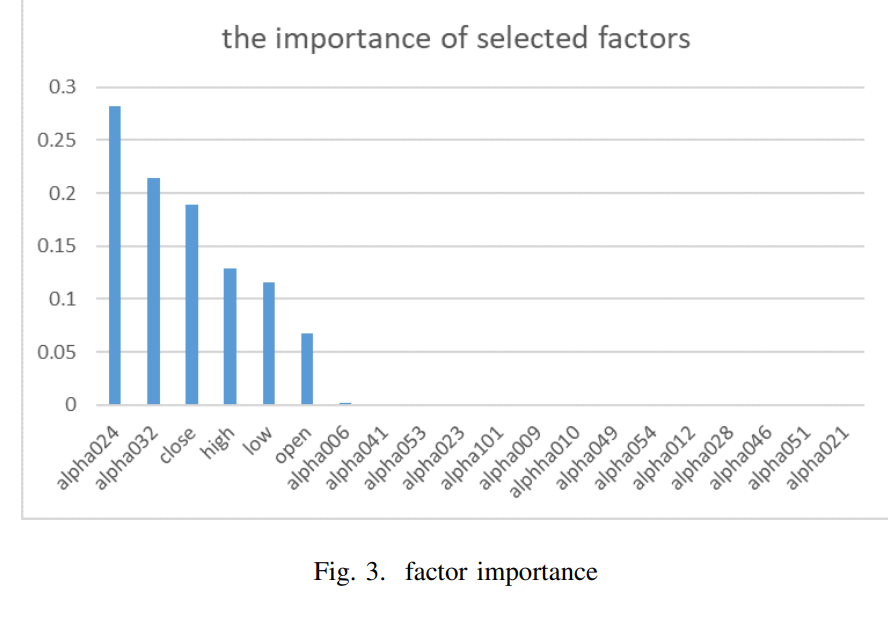 the importance of selected factors
0.3
0.25
0.2
0.15
0.1
0.05
0
alpha024
alpha032
close
high
low
open
alpha006
alpha041
alpha053
alpha023
alpha101
alpha009
alphha010
alpha049
alpha054
alpha012
alpha028
alpha046
alpha051
alpha021
Fig. 3. factor importance